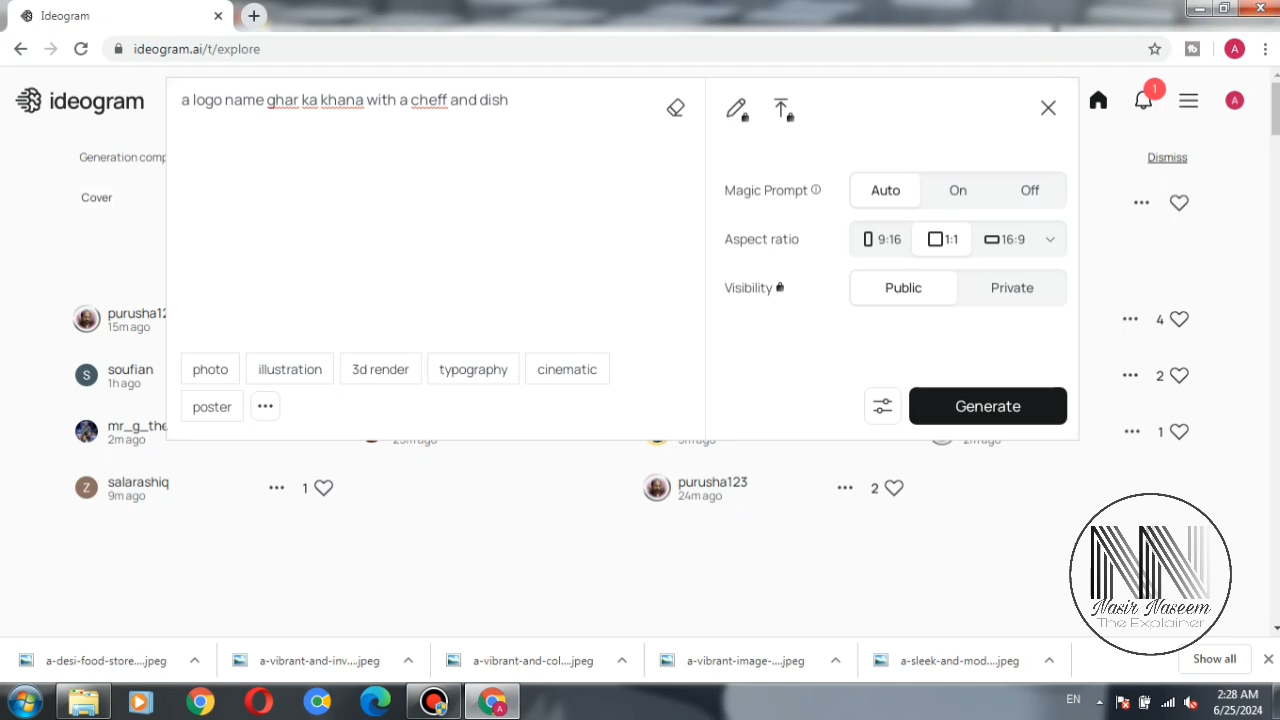 Ideogram
ideogram.ai/t/explore
A
ideogram
a logo name ghar ka khana with a cheff and dish
1
A
Generation comp
Dismiss
Magic Prompt
Auto
On
Off
Cover
Aspect ratio
9:16
1:1
16:9
Visibility
Public
Private
purusha12
15m ago
4
photo
illustration
3d render
typography
cinematic
S
soufian
1h ago
2
poster
Generate
mr_g_the
2m ago
1
Z
salarashiq
9m ago
1
purusha123
24m ago
2
NN
Nasir Naseem
The Explainer
a-desi-food-store....jpeg
a-vibrant-and-inv....jpeg
a-vibrant-and-col....jpeg
a-vibrant-image-....jpeg
a-sleek-and-mod....jpeg
Show all
A
EN
2:28 AM
6/25/2024